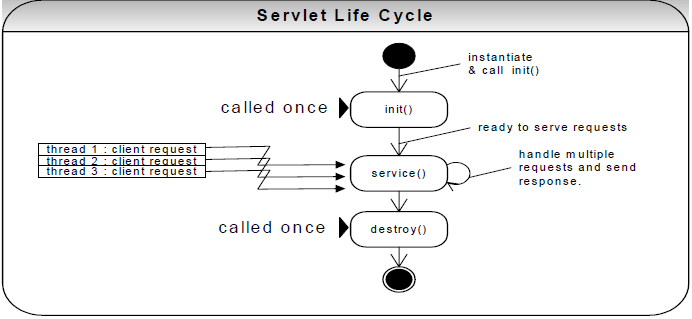 Servlet Life Cycle
instantiate
& call init()
called once
init()
ready to serve requests
thread 1 : client request
thread 2 : client request
thread 3 : client request
service()
handle multiple
requests and send
response.
called once
destroy()